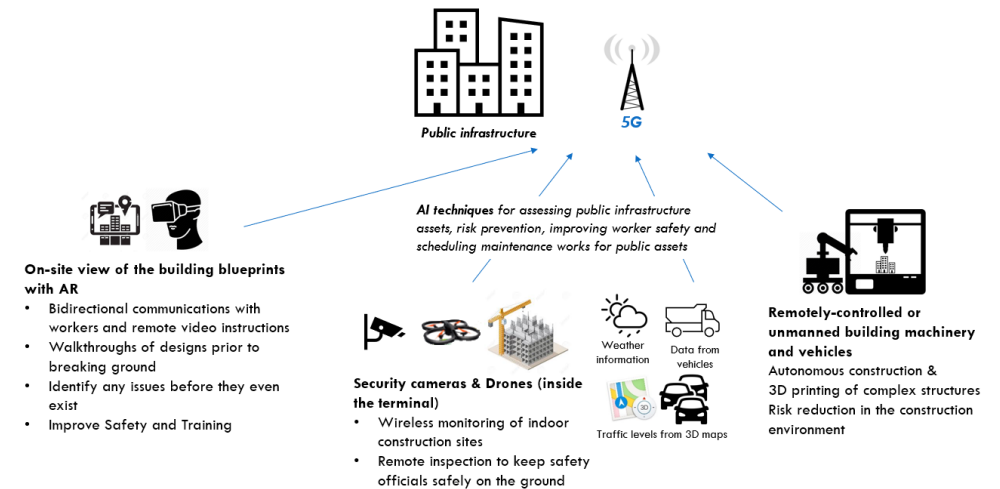 Public infrastructure
5G
AI techniques for assessing public infrastructure
assets, risk prevention, improving worker safety and
scheduling maintenance works for public assets
On-site view of the building blueprints
with AR
• Bidirectional communications with
workers and remote video instructions
• Walkthroughs of designs prior to
breaking ground
• Identify any issues before they even
exist
• Improve Safety and Training
Security cameras & Drones (inside
the terminal)
• Wireless monitoring of indoor
construction sites
• Remote inspection to keep safety
officials safely on the ground
Weather
information
Data from
vehicles
3D
Traffic levels from 3D maps
Remotely-controlled or
unmanned building machinery
and vehicles
Autonomous construction &
3D printing of complex structures
Risk reduction in the construction
environment